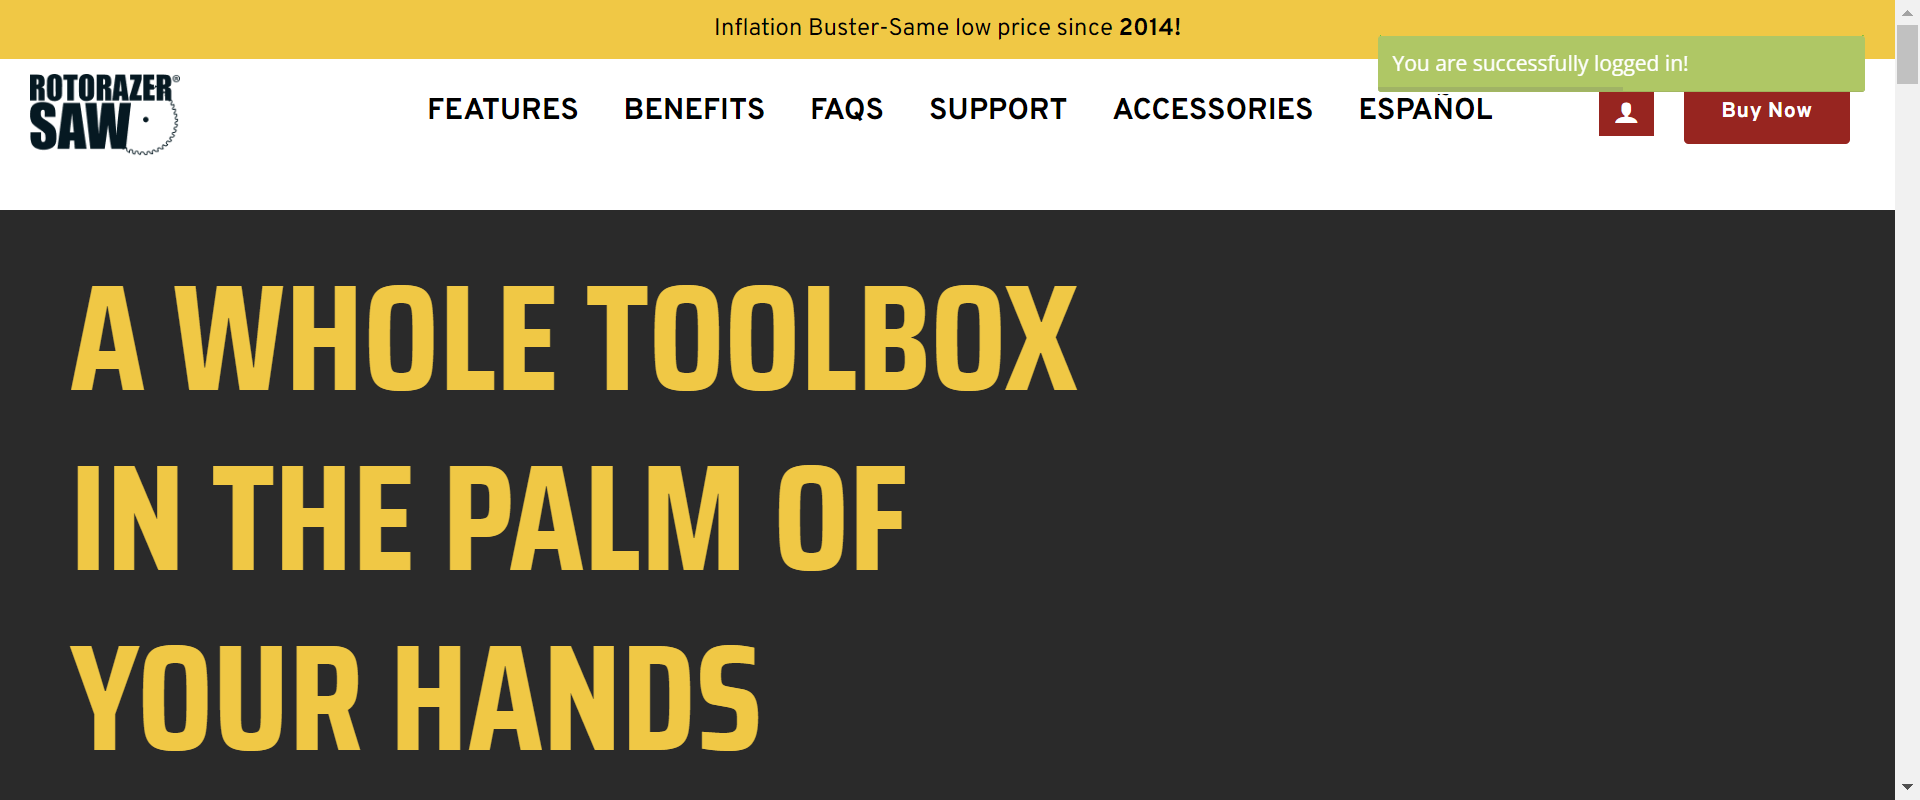 Inflation Buster-Same low price since 2014!
You are successfully logged in!
ROTORAZER®
SAW
FEATURES BENEFITS FAQS SUPPORT ACCESSORIES ESPAÑOL Buy Now
A WHOLE TOOLBOX
IN THE PALM OF
YOUR HANDS